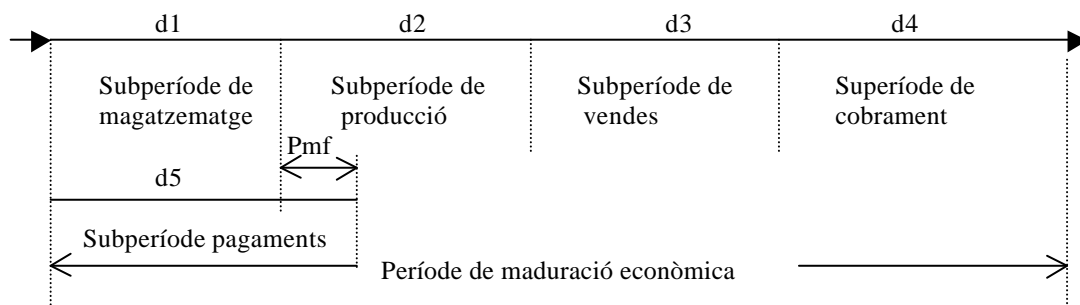 d1 d2 d3 d4
Subperíode de Subperíode de Subperíode de Superíode de
magatzematge producció vendes cobrament
Pmf
d5
Subperíode pagaments
Període de maduració econòmica